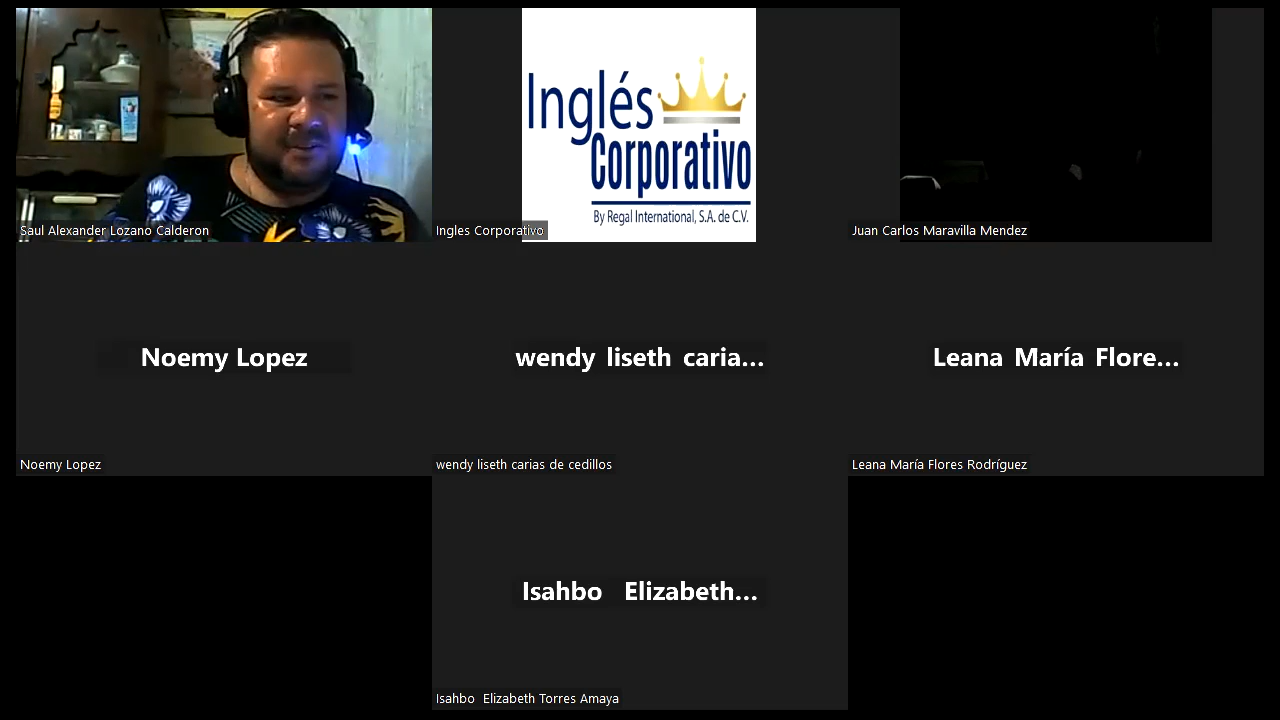 Saul Alexander Lozano Calderon
Inglés
Corporativo
By Regal International, S.A. de C.V.
Ingles Corporativo
Juan Carlos Maravilla Mendez
Noemy Lopez
wendy liseth caria...
Leana María Flore...
Noemy Lopez
wendy liseth carias de cedillos
Leana María Flores Rodríguez
Isahbo Elizabeth...
Isahbo Elizabeth Torres Amaya